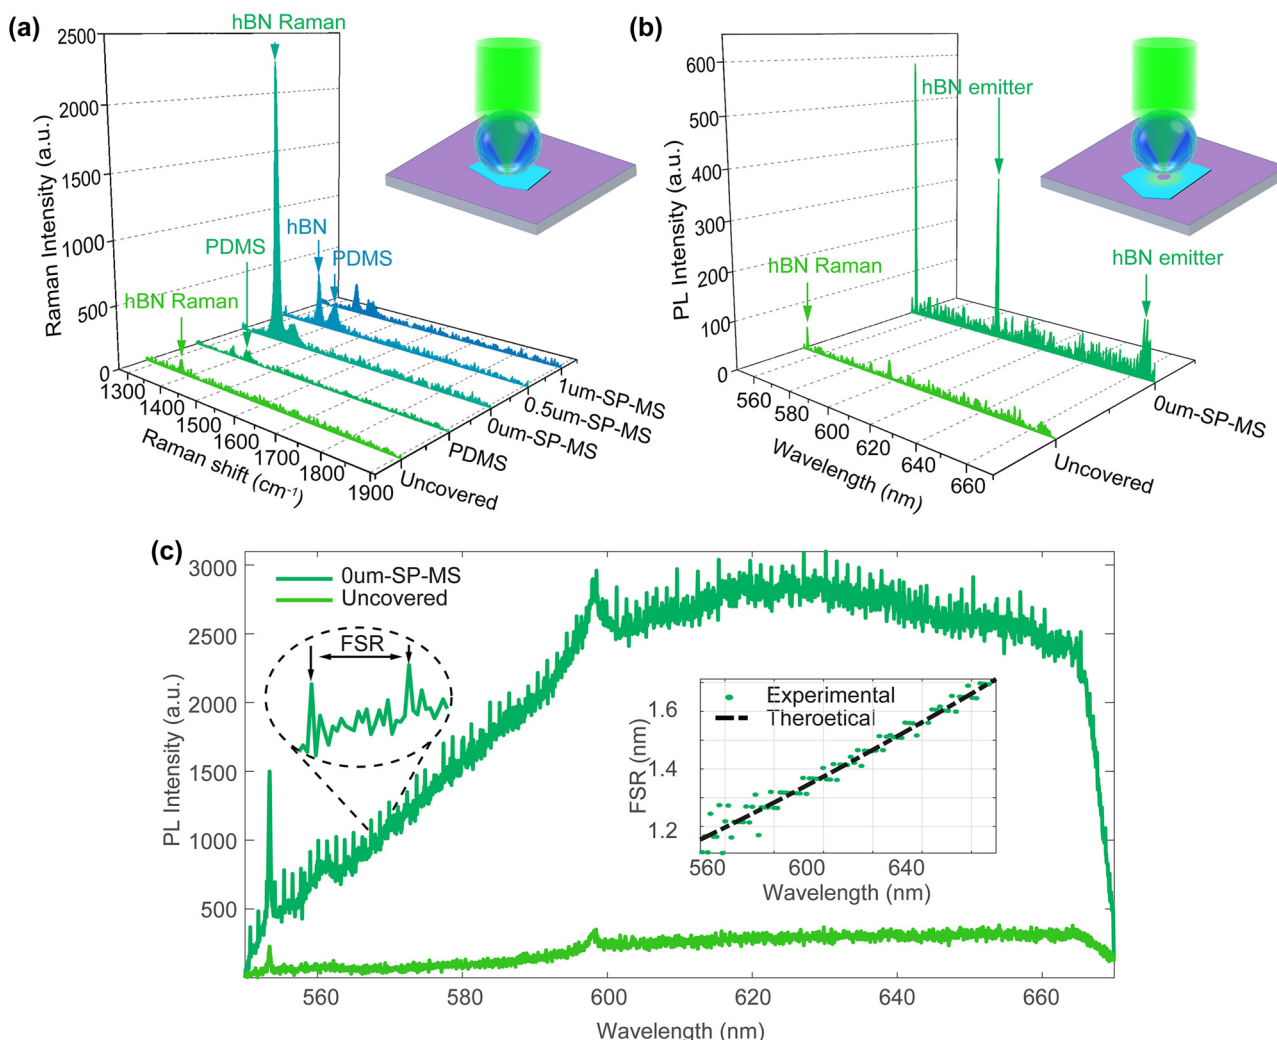 (a)
hBN Raman
2500
2000
1500
1000
500
0
Raman Intensity (a.u.)
PDMS
hBN Raman
hBN
PDMS
1300
1400
1500
1600
1700
1800
1900
Raman shift (cm⁻¹)
Uncovered
PDMS
0um-SP-MS
0.5um-SP-MS
1um-SP-MS
(b)
600
500
400
300
200
100
0
PL Intensity (a.u.)
hBN emitter
hBN Raman
hBN emitter
560
580
600
620
640
660
Wavelength (nm)
Uncovered
0um-SP-MS
(c)
3000
2500
2000
1500
1000
500
PL Intensity (a.u.)
0um-SP-MS
Uncovered
FSR
Experimental
Theroetical
1.6
1.4
1.2
FSR (nm)
560 600 640
Wavelength (nm)
560 580 600 620 640 660
Wavelength (nm)